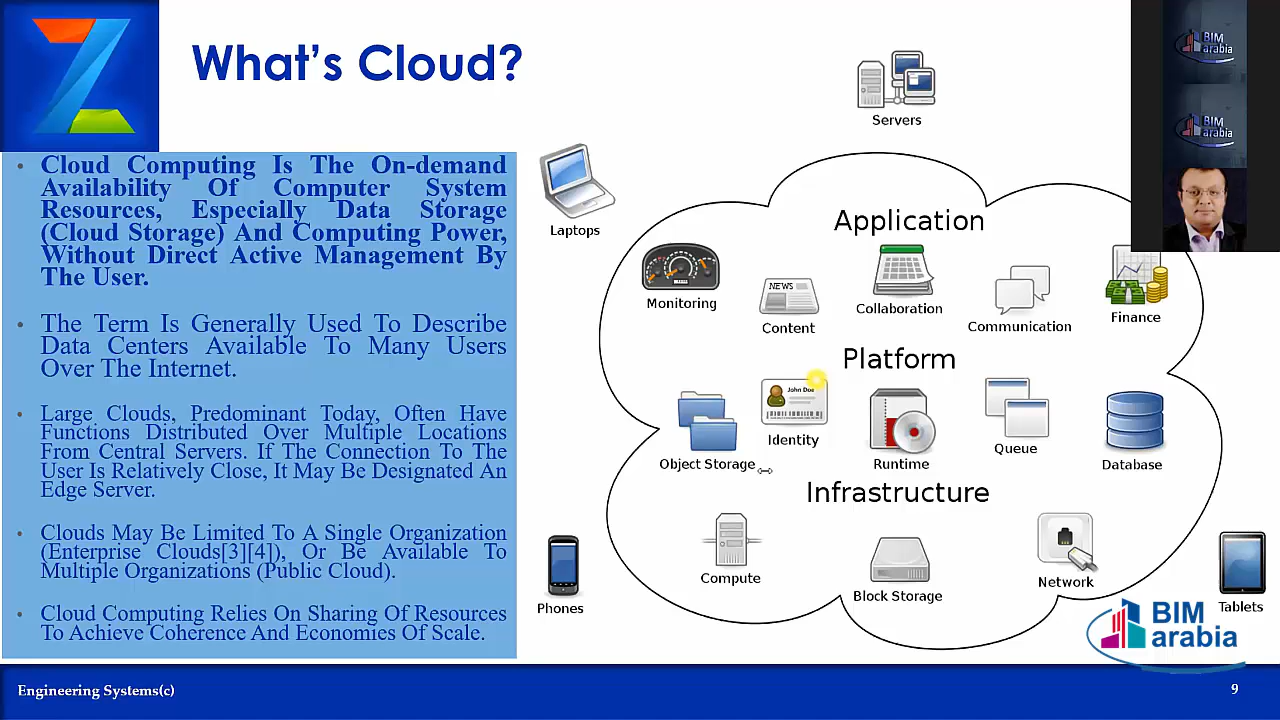 What's Cloud?
• Cloud Computing Is The On-demand
Availability Of Computer System
Resources, Especially Data Storage
(Cloud Storage) And Computing Power,
Without Direct Active Management By
The User.
• The Term Is Generally Used To Describe
Data Centers Available To Many Users
Over The Internet.
• Large Clouds, Predominant Today, Often Have
Functions Distributed Over Multiple Locations
From Central Servers. If The Connection To The
User Is Relatively Close, It May Be Designated An
Edge Server.
• Clouds May Be Limited To A Single Organization
(Enterprise Clouds[3][4]), Or Be Available To
Multiple Organizations (Public Cloud).
• Cloud Computing Relies On Sharing Of Resources
To Achieve Coherence And Economies Of Scale.
Servers
Laptops
Application
Monitoring
NEWS
Content
Collaboration
Communication
Finance
Platform
Object Storage
John Doe
Identity
Runtime
Queue
Database
Infrastructure
Compute
Block Storage
Network
Phones
Tablets
BIM
arabia
BIM
arabia
BIM
arabia
Engineering Systems(c)
9